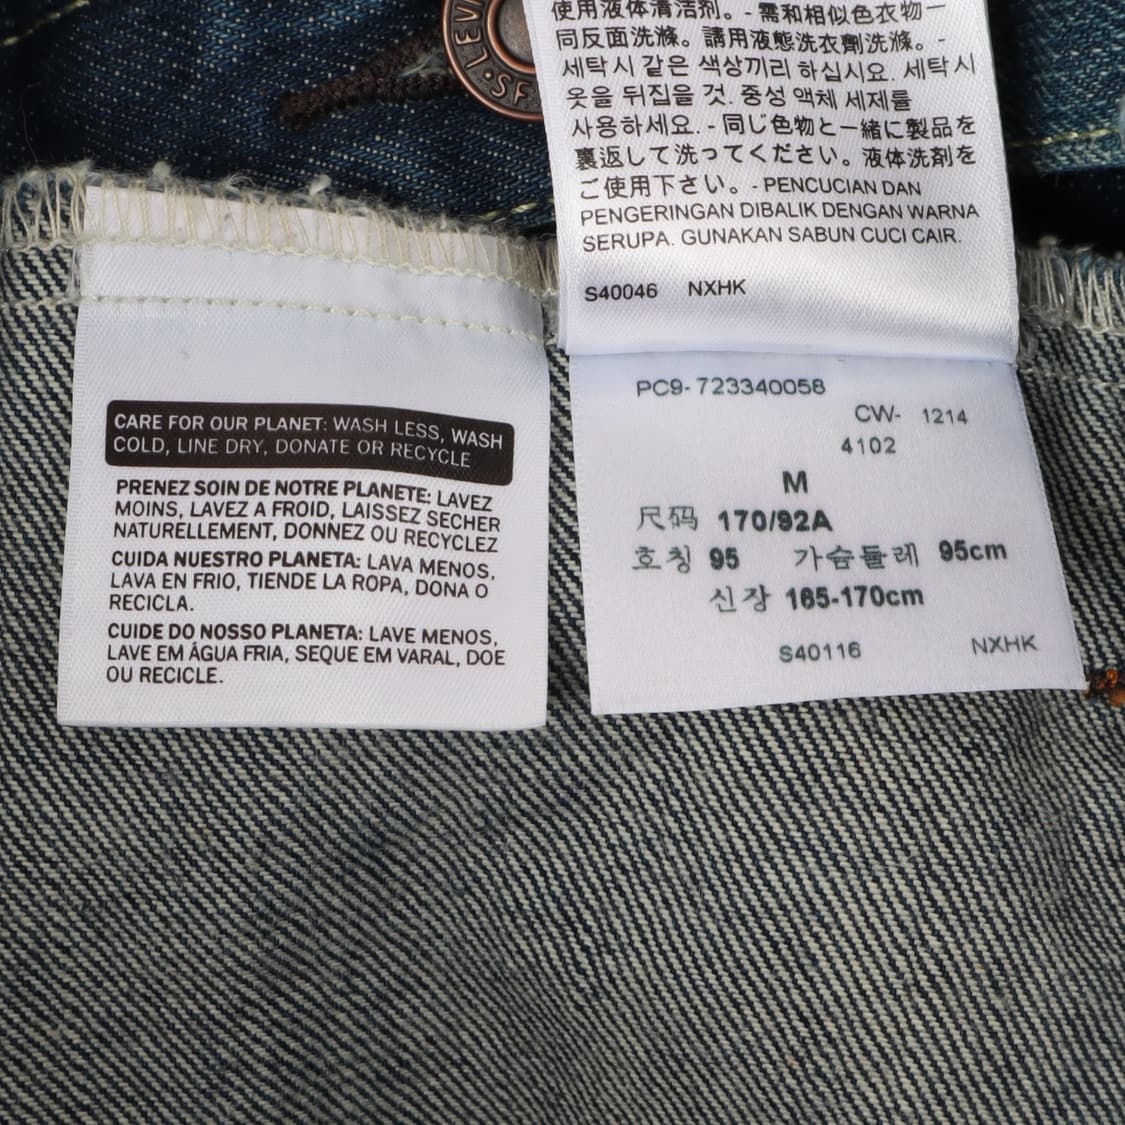 LEVI
SF
使用液体清洁剂。- 需和相似色衣物一
同反面洗滌。請用液態洗衣劑洗滌。-
세탁시 같은 색상끼리 하십시요. 세탁시
옷을 뒤집을 것. 중성 액체 세제를
사용하세요. - 同じ色物と一緒に製品を
裏返して洗ってください。液体洗剤を
ご使用下さい。- PENCUCIAN DAN
PENGERINGAN DIBALIK DENGAN WARNA
SERUPA. GUNAKAN SABUN CUCI CAIR.
S40046 NXHK
CARE FOR OUR PLANET: WASH LESS, WASH
COLD, LINE DRY, DONATE OR RECYCLE
PRENEZ SOIN DE NOTRE PLANETE: LAVEZ
MOINS, LAVEZ A FROID, LAISSEZ SECHER
NATURELLEMENT, DONNEZ OU RECYCLEZ
CUIDA NUESTRO PLANETA: LAVA MENOS,
LAVA EN FRIO, TIENDE LA ROPA, DONA O
RECICLA.
CUIDE DO NOSSO PLANETA: LAVE MENOS,
LAVE EM ÁGUA FRIA, SEQUE EM VARAL, DOE
OU RECICLE.
PC9- 723340058
CW- 1214
4102
M
尺码 170/92A
호칭 95 가슴둘레 95cm
신장 165-170cm
S40116 NXHK